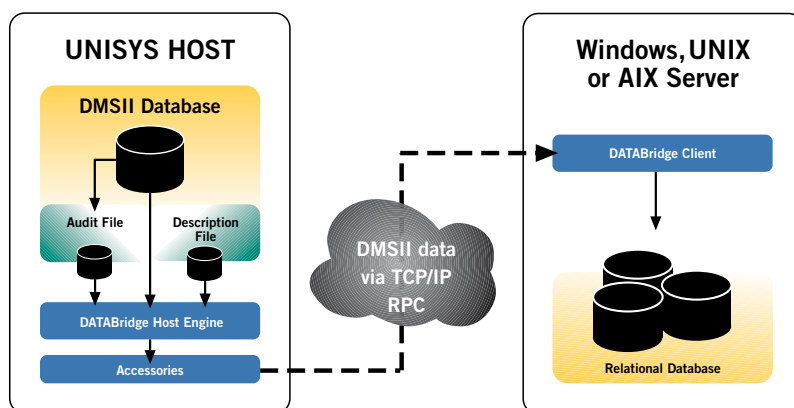 UNISYS HOST
DMSII Database
Audit File
Description
File
DATABridge Host Engine
Accessories
DMSII data
via TCP/IP
RPC
Windows, UNIX
or AIX Server
DATABridge Client
Relational Database